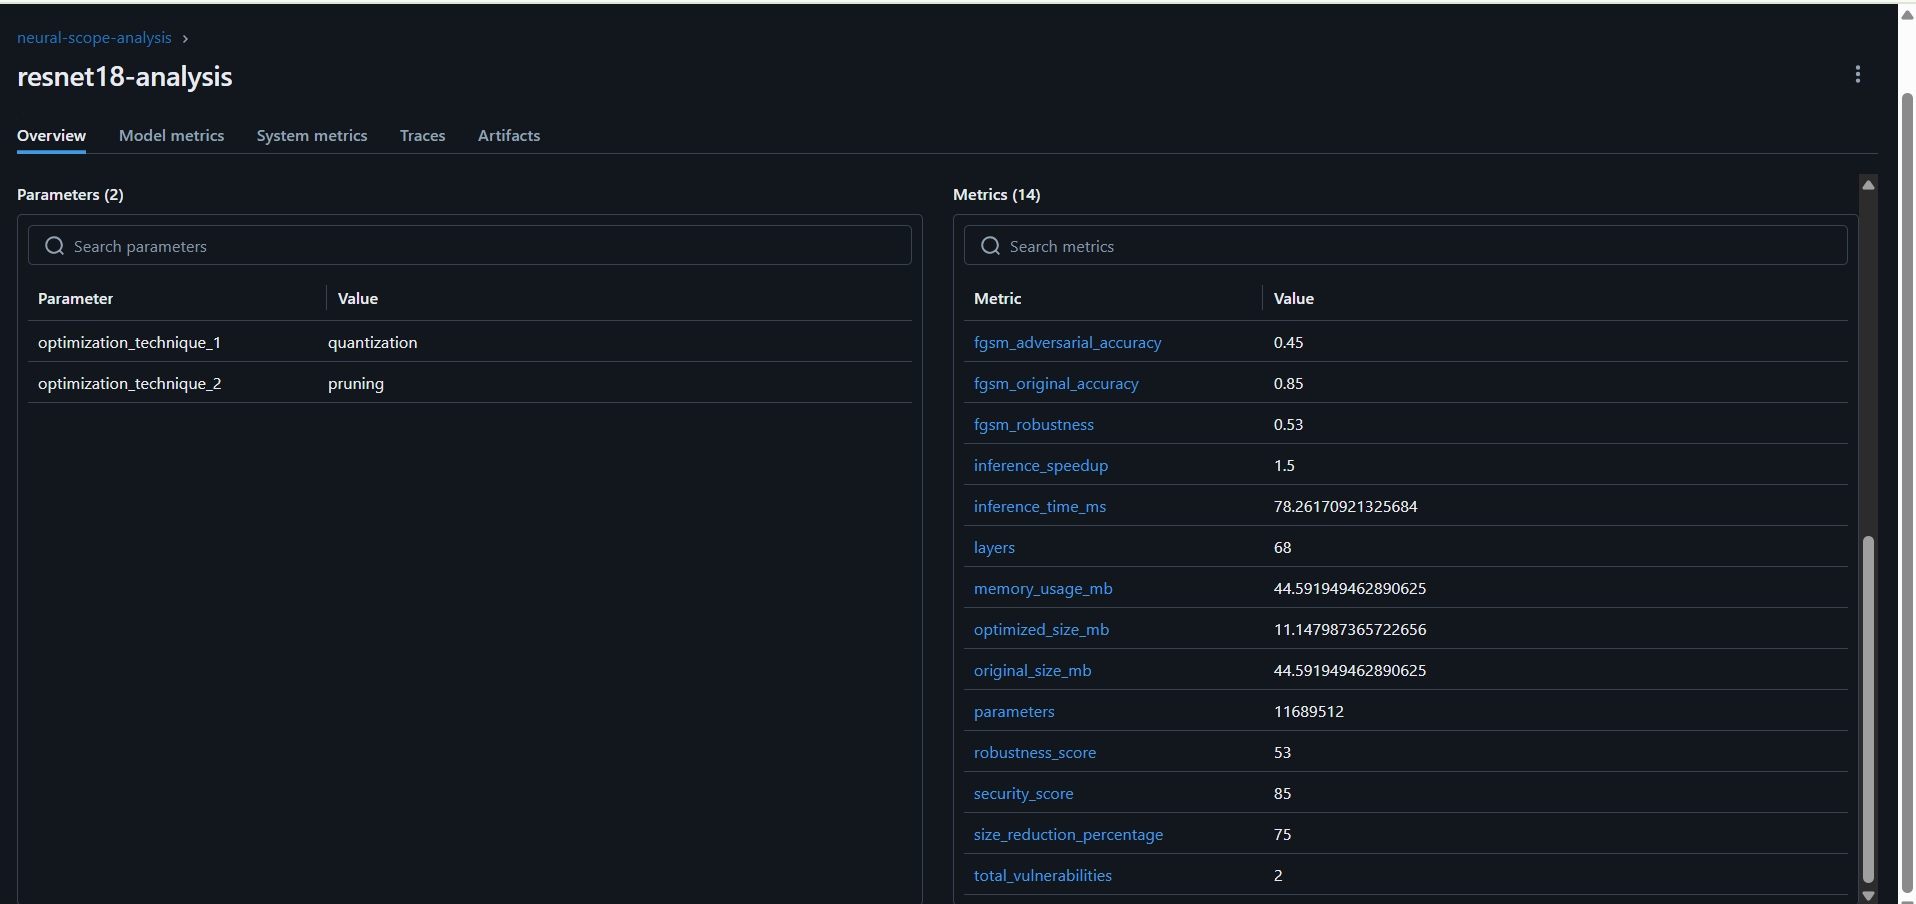 neural-scope-analysis ›
resnet18-analysis
Overview Model metrics System metrics Traces Artifacts
Parameters (2)
Search parameters
Parameter Value
optimization_technique_1 quantization
optimization_technique_2 pruning
Metrics (14)
Search metrics
Metric Value
fgsm_adversarial_accuracy 0.45
fgsm_original_accuracy 0.85
fgsm_robustness 0.53
inference_speedup 1.5
inference_time_ms 78.26170921325684
layers 68
memory_usage_mb 44.591949462890625
optimized_size_mb 11.147987365722656
original_size_mb 44.591949462890625
parameters 11689512
robustness_score 53
security_score 85
size_reduction_percentage 75
total_vulnerabilities 2